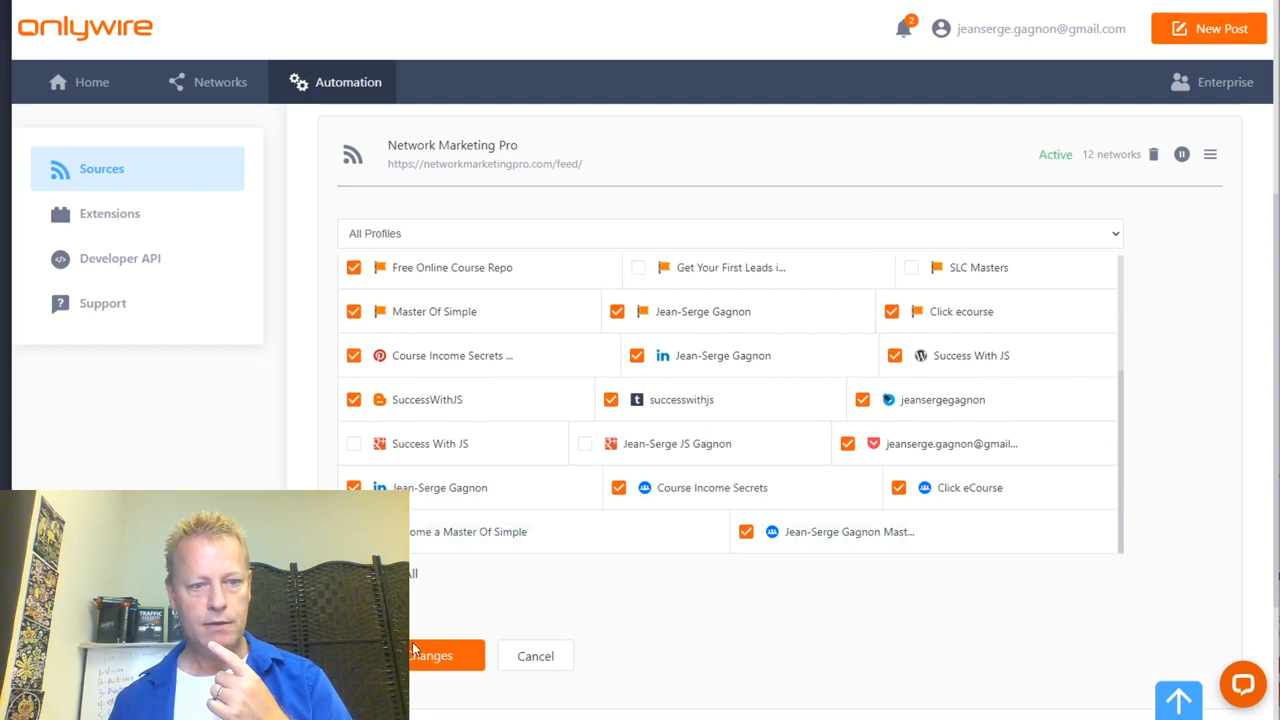 onlywire
2
jeanserge.gagnon@gmail.com
New Post
Home
Networks
Automation
Enterprise
Sources
Extensions
Developer API
Support
Network Marketing Pro
https://networkmarketingpro.com/feed/
Active
12 networks
All Profiles
Free Online Course Repo
Get Your First Leads i...
SLC Masters
Master Of Simple
Jean-Serge Gagnon
Click ecourse
Course Income Secrets ...
Jean-Serge Gagnon
Success With JS
SuccessWithJS
successwithjs
jeansergegagnon
Success With JS
Jean-Serge JS Gagnon
jeanserge.gagnon@gmail...
Jean-Serge Gagnon
Course Income Secrets
Click eCourse
ome a Master Of Simple
Jean-Serge Gagnon Mast...
All
Cancel
TRAFFIC